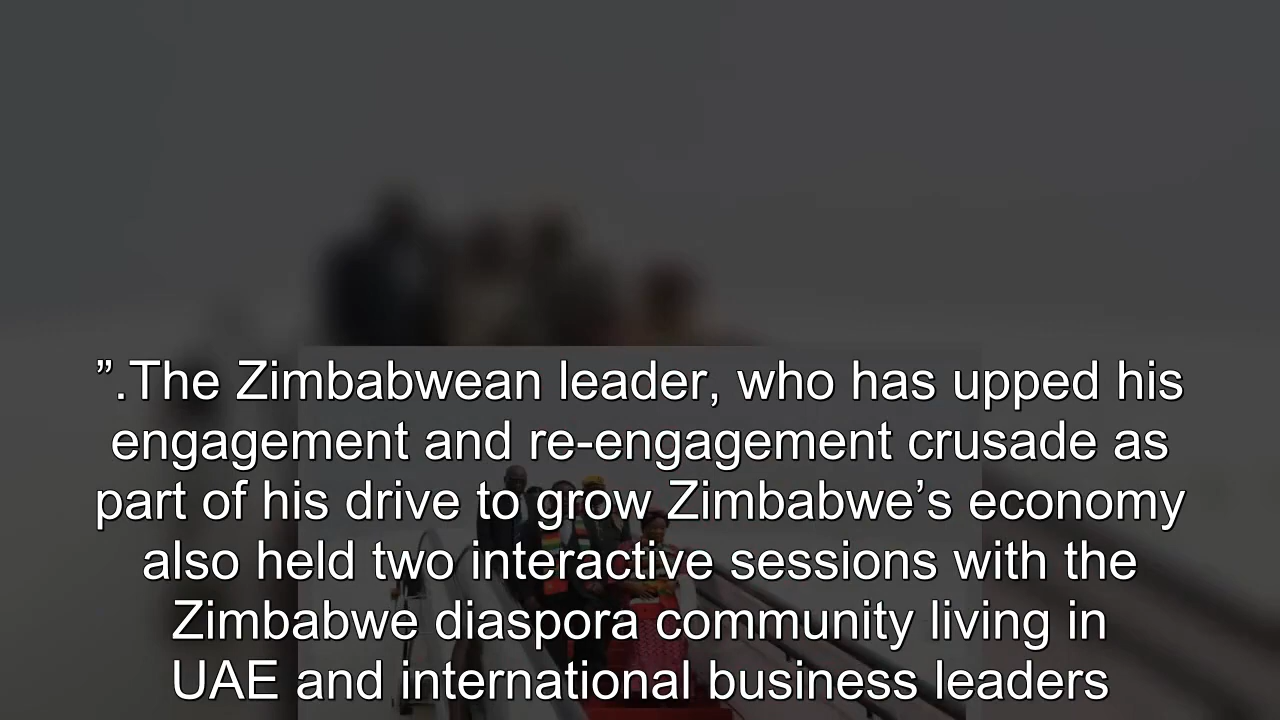 ”.The Zimbabwean leader, who has upped his
engagement and re-engagement crusade as
part of his drive to grow Zimbabwe’s economy
also held two interactive sessions with the
Zimbabwe diaspora community living in
UAE and international business leaders